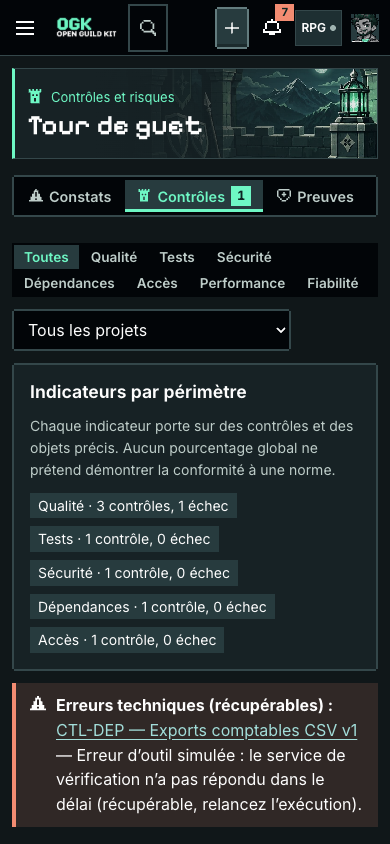 OGK
OPEN GUILD KIT
7
RPG
Contrôles et risques
Tour de guet
Constats
Contrôles 1
Preuves
Toutes Qualité Tests Sécurité
Dépendances Accès Performance Fiabilité
Tous les projets
Indicateurs par périmètre
Chaque indicateur porte sur des contrôles et des
objets précis. Aucun pourcentage global ne
prétend démontrer la conformité à une norme.
Qualité · 3 contrôles, 1 échec
Tests · 1 contrôle, 0 échec
Sécurité · 1 contrôle, 0 échec
Dépendances · 1 contrôle, 0 échec
Accès · 1 contrôle, 0 échec
Erreurs techniques (récupérables) :
CTL-DEP — Exports comptables CSV v1
— Erreur d’outil simulée : le service de
vérification n’a pas répondu dans le
délai (récupérable, relancez l’exécution).